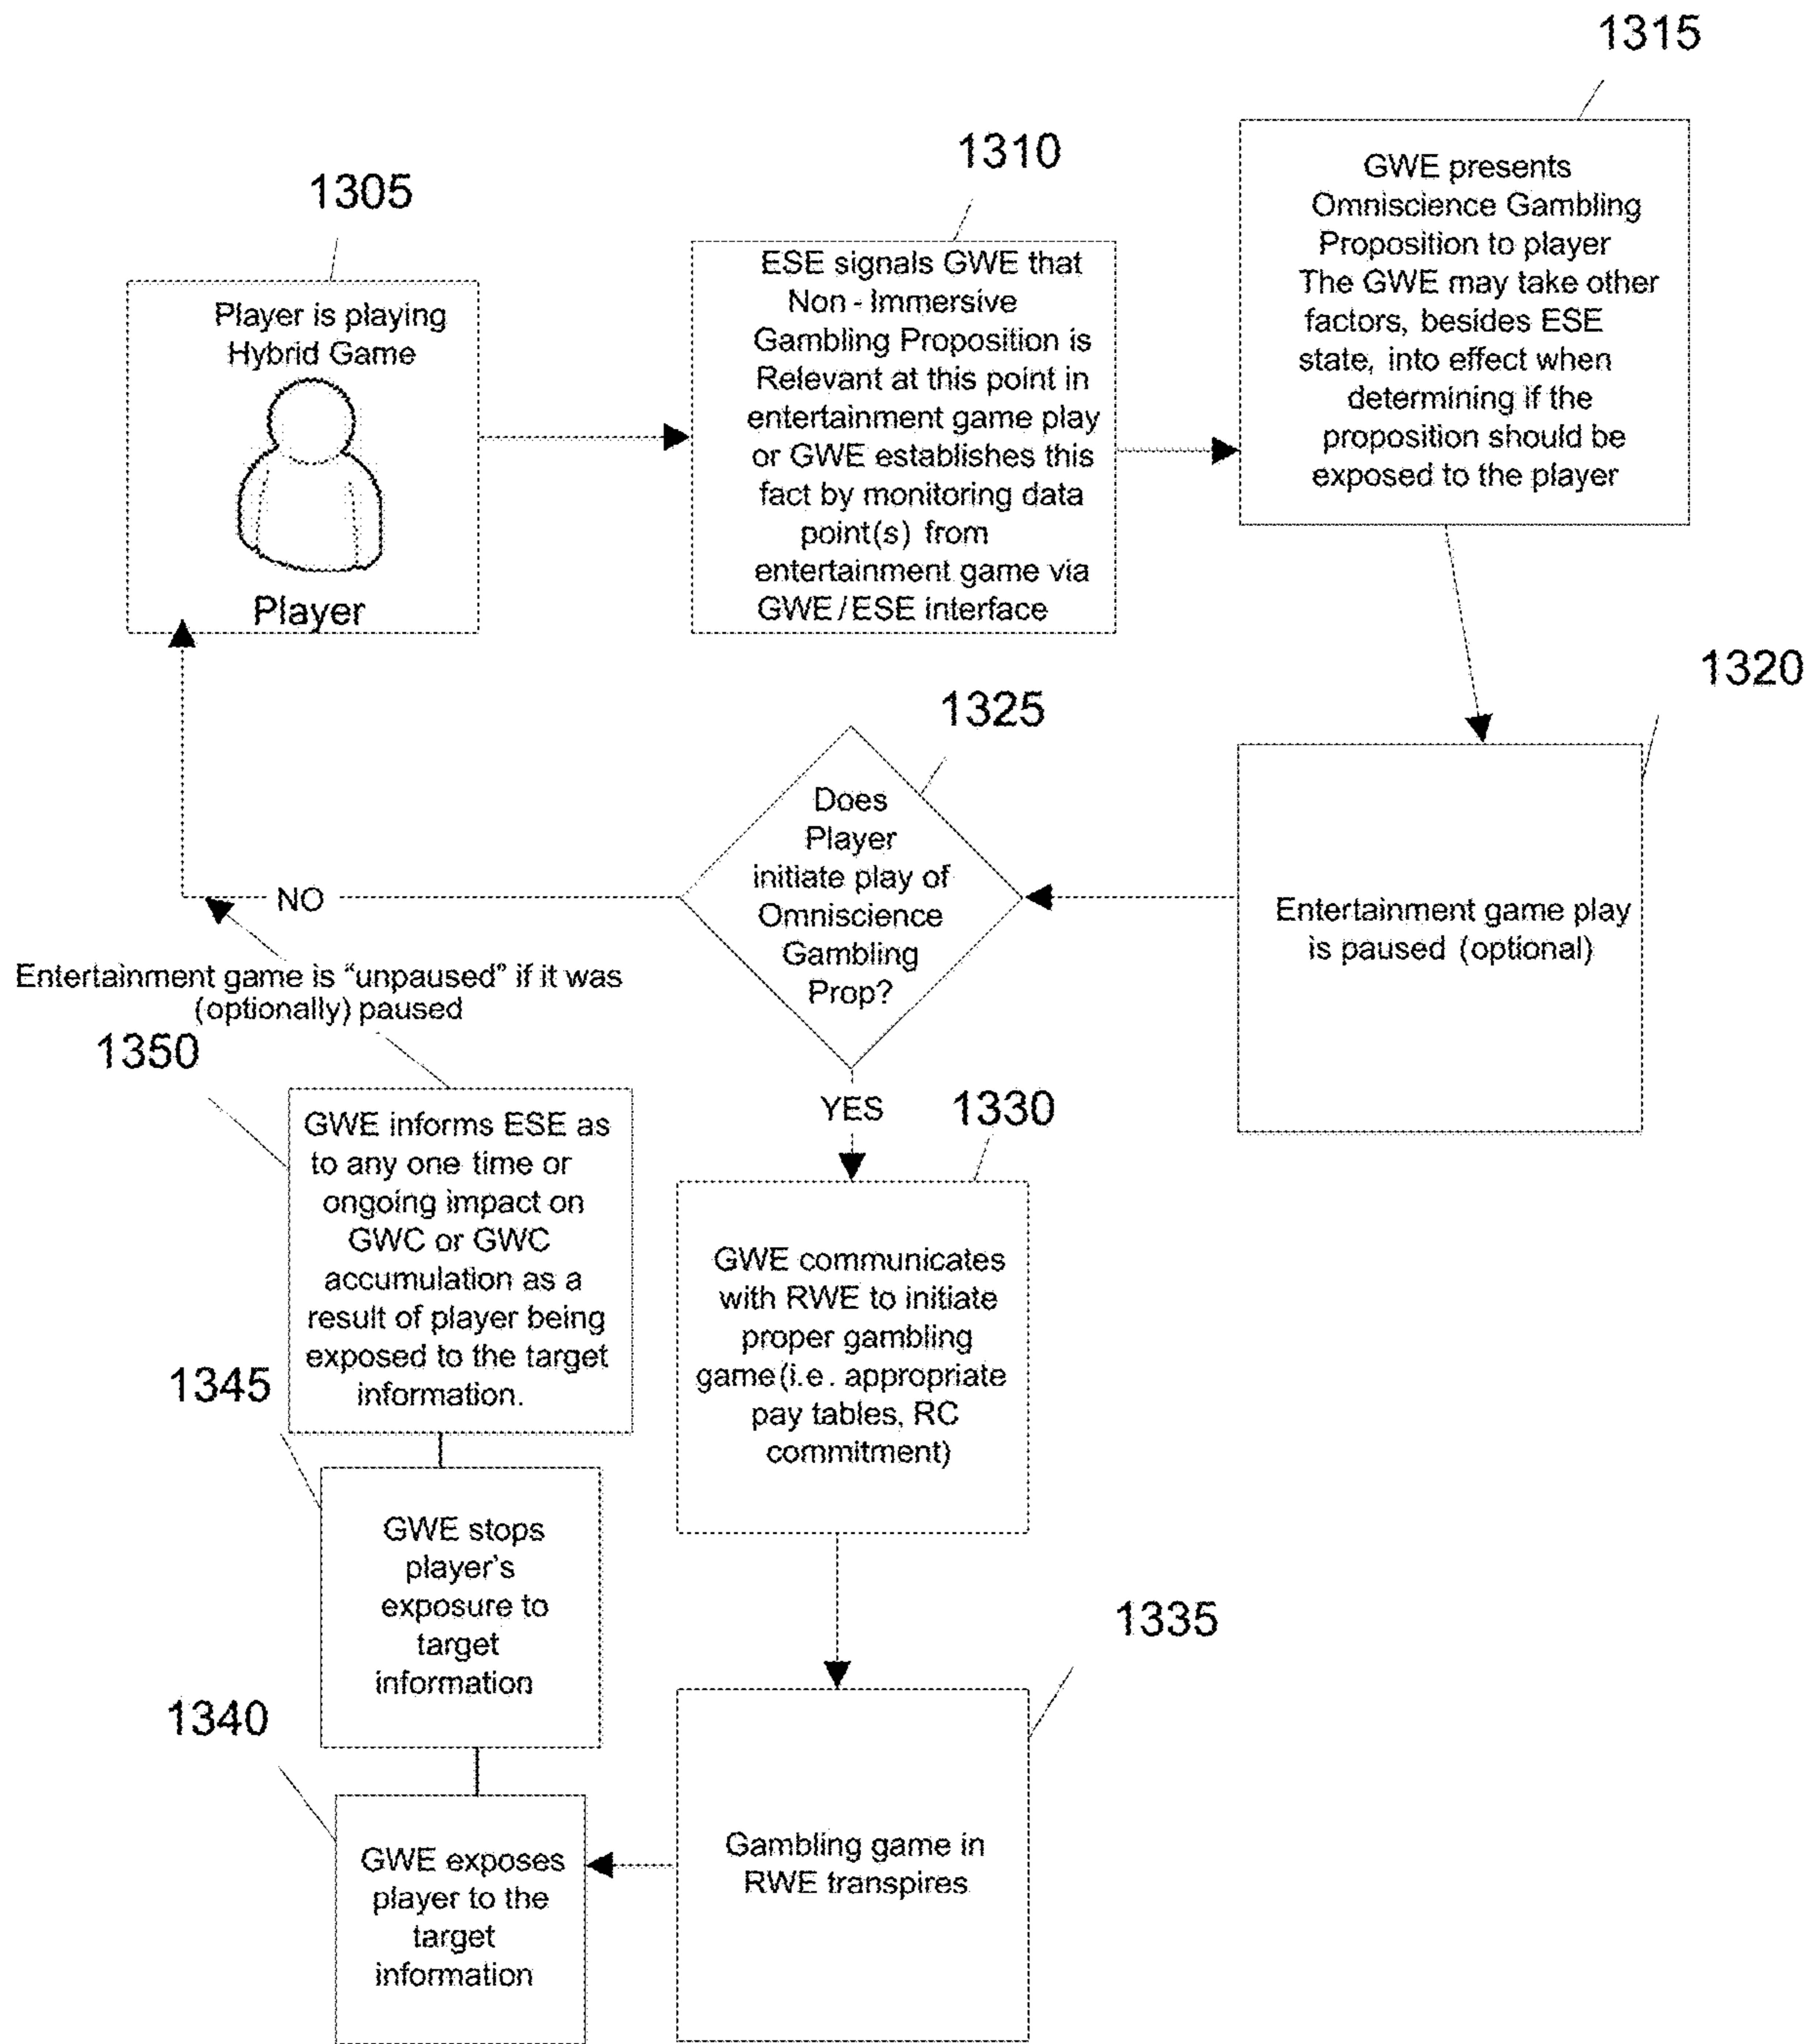 1315
1310
1305
GWE presents
Omniscience Gambling
Proposition to player
The GWE may take other
factors, besides ESE
state, into effect when
determining if the
proposition should be
exposed to the player
ESE signals GWE that
Non - Immersive
Gambling Proposition is
Relevant at this point in
entertainment game play
or GWE establishes this
fact by monitoring data
point(s) from
entertainment game via
GWE / ESE interface
Player is playing
Hybrid Game
Player
1320
1325
Does
Player
initiate play of
Omniscience
Gambling
Prop?
NO
Entertainment game play
is paused (optional)
Entertainment game is "unpaused" if it was
(optionally) paused
1350
YES
1330
GWE informs ESE as
to any one time or
ongoing impact on
GWC or GWC
accumulation as a
result of player being
exposed to the target
information.
GWE communicates
with RWE to initiate
proper gambling
game(i.e. appropriate
pay tables, RC
commitment)
1345
GWE stops
player's
exposure to
target
information
1335
1340
GWE exposes
player to the
target
information
Gambling game in
RWE transpires